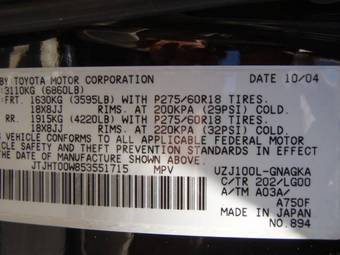 BY TOYOTA MOTOR CORPORATION DATE 10/04
:3110KG (6860LB)
:FRT. 1630KG (3595LB) WITH P275/60R18 TIRES.
18X8JJ RIMS. AT 200KPA (29PSI) COLD.
RR. 1915KG (4220LB) WITH P275/60R18 TIRES.
18X8JJ RIMS. AT 220KPA (32PSI) COLD.
S VEHICLE CONFORMS TO ALL APPLICABLE FEDERAL MOTOR
ICLE SAFETY AND THEFT PREVENTION STANDARDS IN EFFECT
THE DATE OF MANUFACTURE SHOWN ABOVE.
JTJHT00W853551715 MPV UZJ100L-GNAGKA
C/TR 202/LG00
A/TM A03A/
A750F
MADE IN JAPAN
NO.894